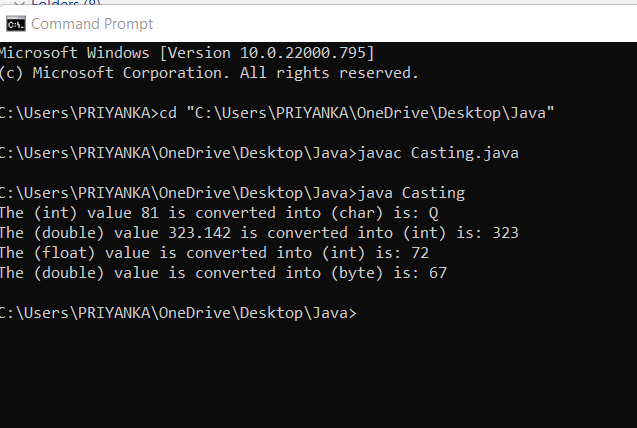 Folders (8)
Command Prompt
Microsoft Windows [Version 10.0.22000.795]
(c) Microsoft Corporation. All rights reserved.
C:\Users\PRIYANKA>cd "C:\Users\PRIYANKA\OneDrive\Desktop\Java"
C:\Users\PRIYANKA\OneDrive\Desktop\Java>javac Casting.java
C:\Users\PRIYANKA\OneDrive\Desktop\Java>java Casting
The (int) value 81 is converted into (char) is: Q
The (double) value 323.142 is converted into (int) is: 323
The (float) value is converted into (int) is: 72
The (double) value is converted into (byte) is: 67
C:\Users\PRIYANKA\OneDrive\Desktop\Java>